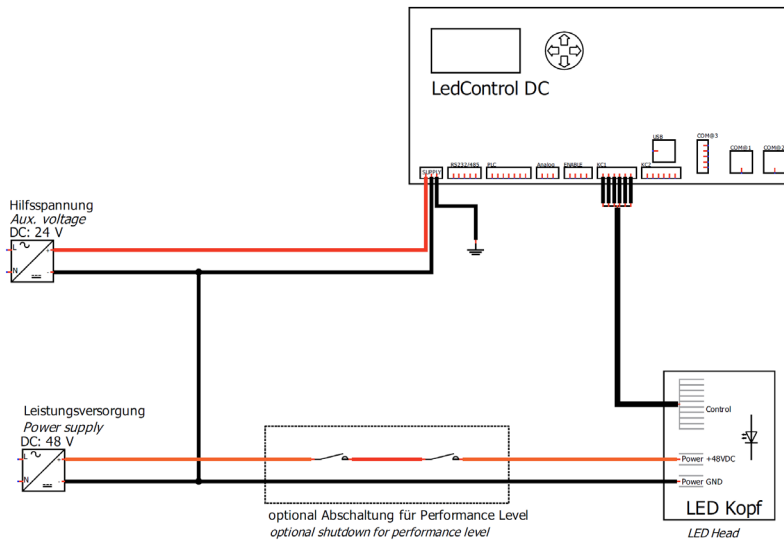 LedControl DC
USB
COM@3
COM@1
COM@2
SUPPLY
RS232/485
PLC
Analog
ENABLE
KC1
KC2
Hilfsspannung
Aux. voltage
DC: 24 V
L
N
Leistungsversorgung
Power supply
DC: 48 V
L
N
Control
Power +48VDC
Power GND
LED Kopf
LED Head
optional Abschaltung für Performance Level
optional shutdown for performance level